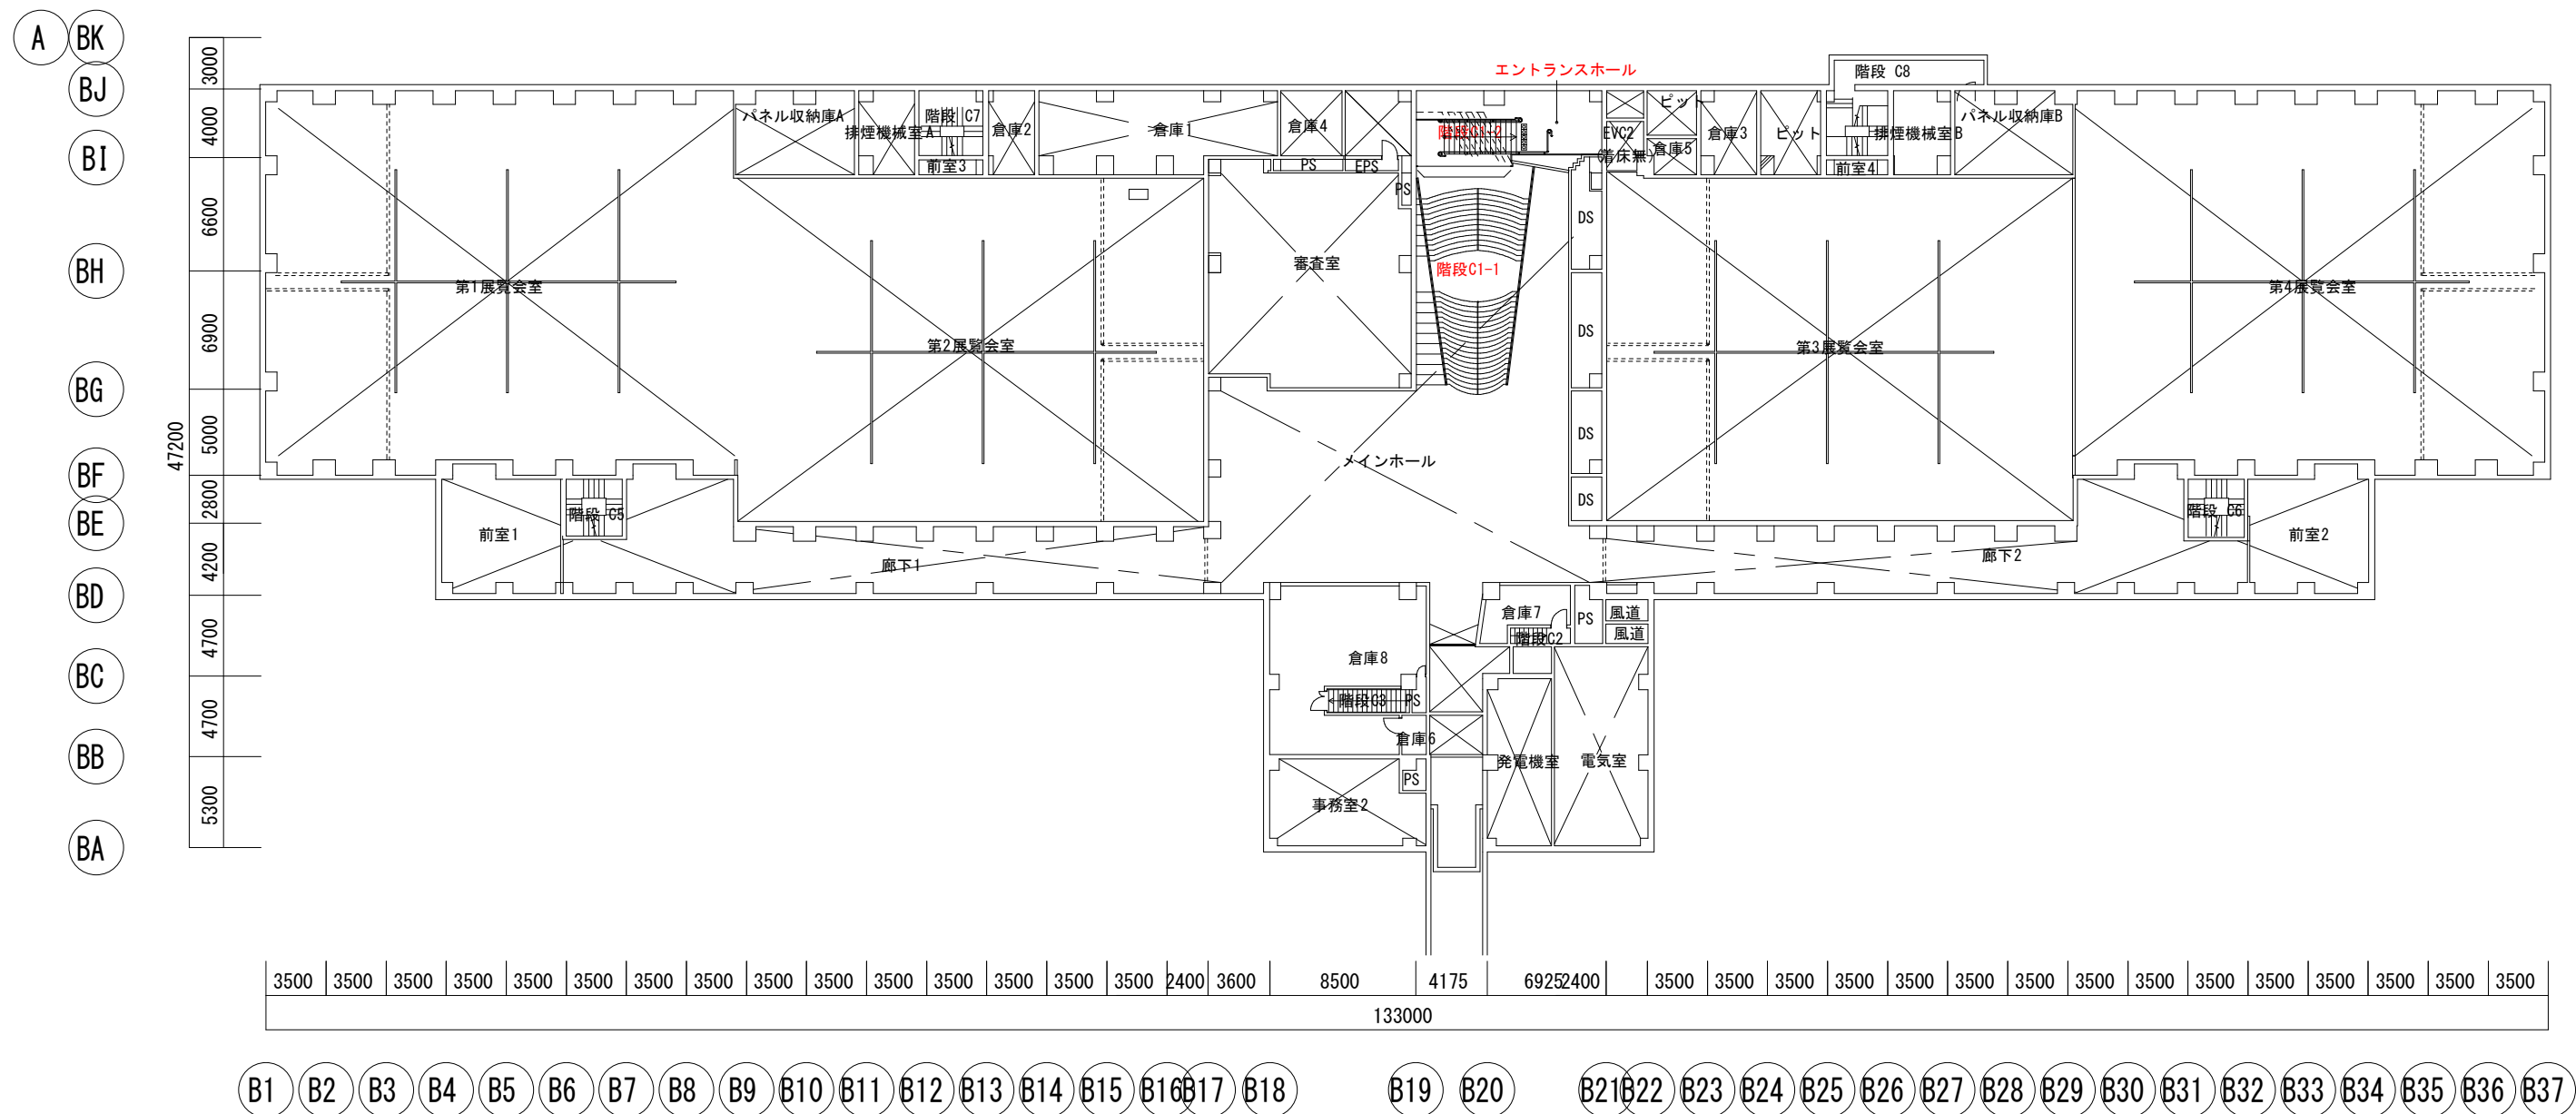 A
BK
BJ
BI
BH
BG
BF
BE
BD
BC
BB
BA
3000
4000
6600
6900
5000
2800
4200
4700
4700
5300
47200
エントランスホール
階段 C8
パネル収納庫A
排煙機械室A
階段 C7
前室3
倉庫2
倉庫1
倉庫4
PS
EPS
PS
階段C1-2
EVC2
(着床無)
ピット
倉庫5
倉庫3
ピット
前室4
排煙機械室B
パネル収納庫B
第1展覧会室
第2展覧会室
審査室
階段C1-1
DS
DS
DS
DS
第3展覧会室
第4展覧会室
メインホール
前室1
階段 C5
廊下1
廊下2
階段 C6
前室2
倉庫7
階段C2
PS
風道
風道
倉庫8
階段C3
PS
倉庫6
PS
事務室2
発電機室
電気室
3500 3500 3500 3500 3500 3500 3500 3500 3500 3500 3500 3500 3500 3500 3500 2400 3600 8500 4175 6925 2400 3500 3500 3500 3500 3500 3500 3500 3500 3500 3500 3500 3500 3500 3500 3500
133000
B1 B2 B3 B4 B5 B6 B7 B8 B9 B10 B11 B12 B13 B14 B15 B16 B17 B18 B19 B20 B21 B22 B23 B24 B25 B26 B27 B28 B29 B30 B31 B32 B33 B34 B35 B36 B37